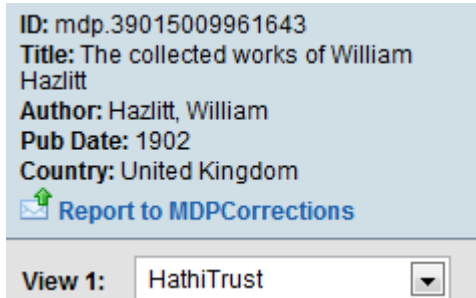 ID: mdp.39015009961643
Title: The collected works of William
Hazlitt
Author: Hazlitt, William
Pub Date: 1902
Country: United Kingdom
Report to MDPCorrections
View 1: HathiTrust